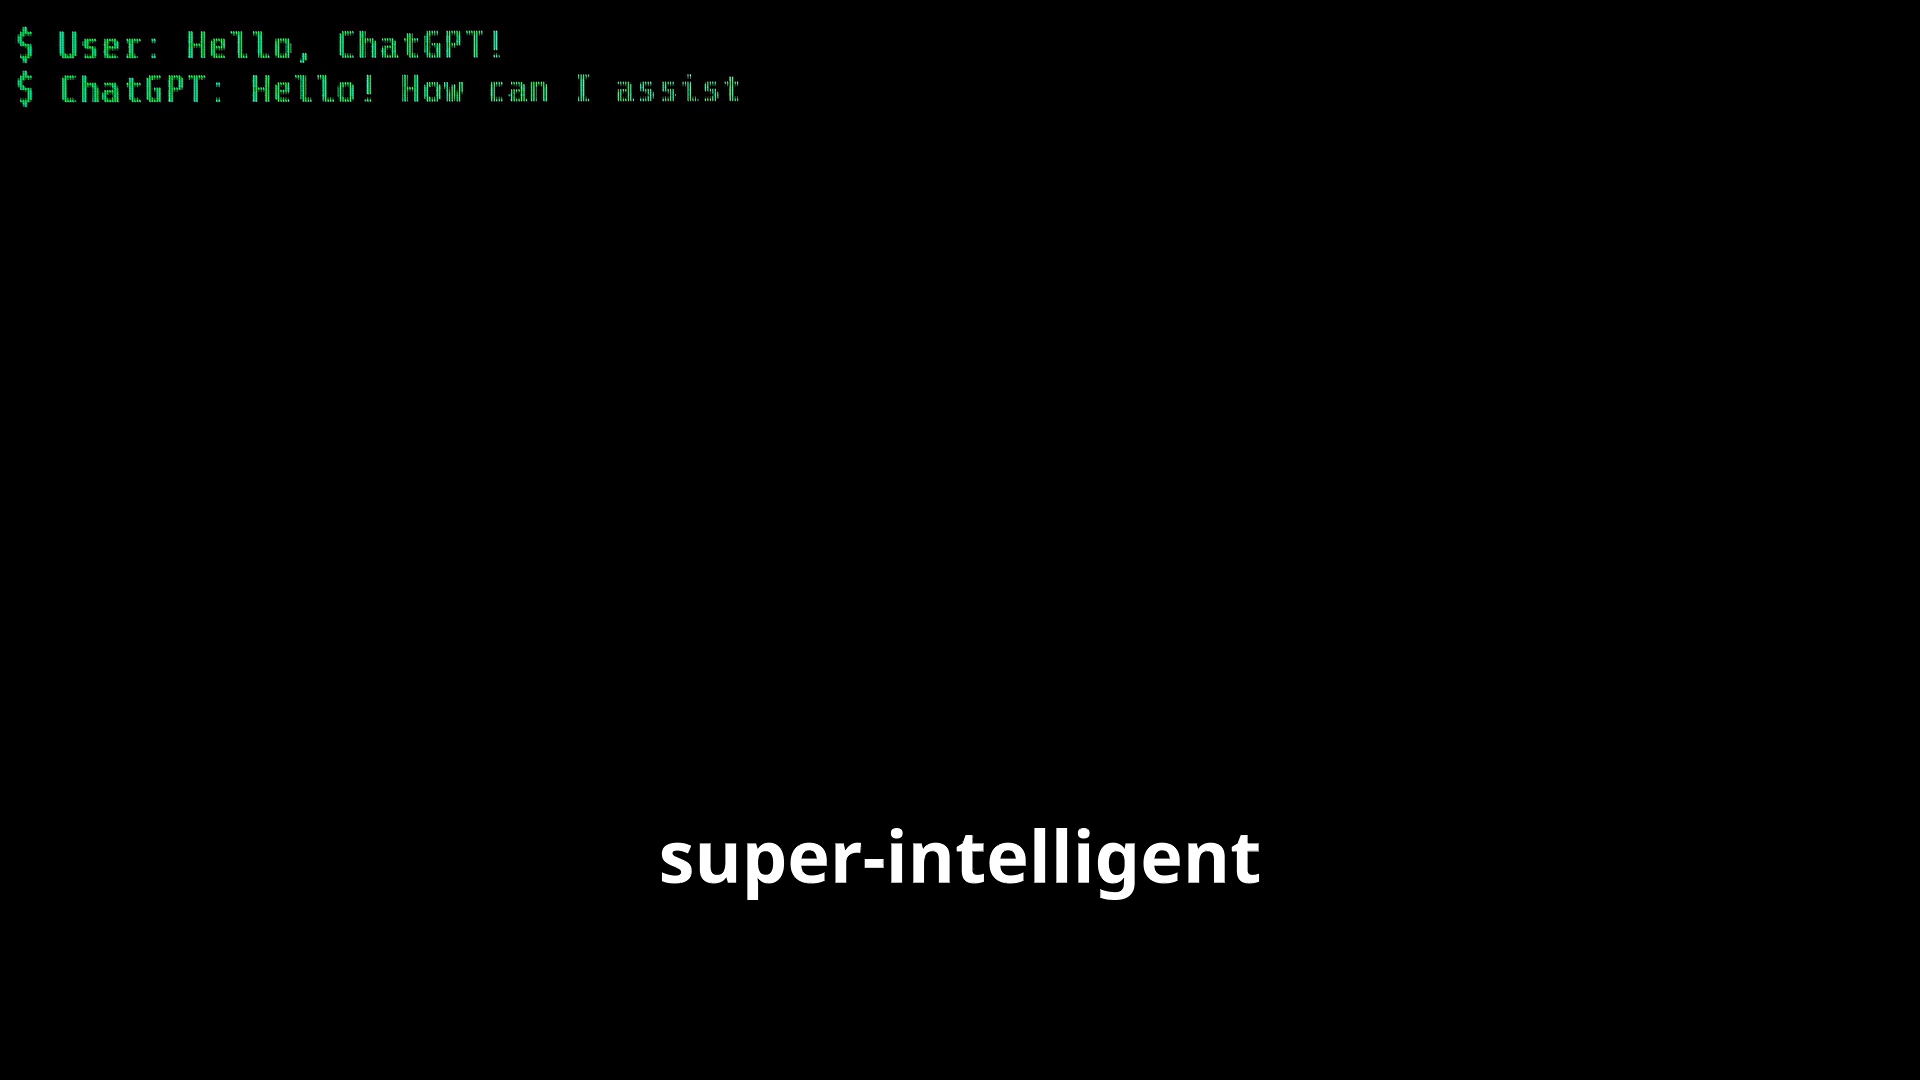 $ User: Hello, ChatGPT!
$ ChatGPT: Hello! How can I assist
super-intelligent